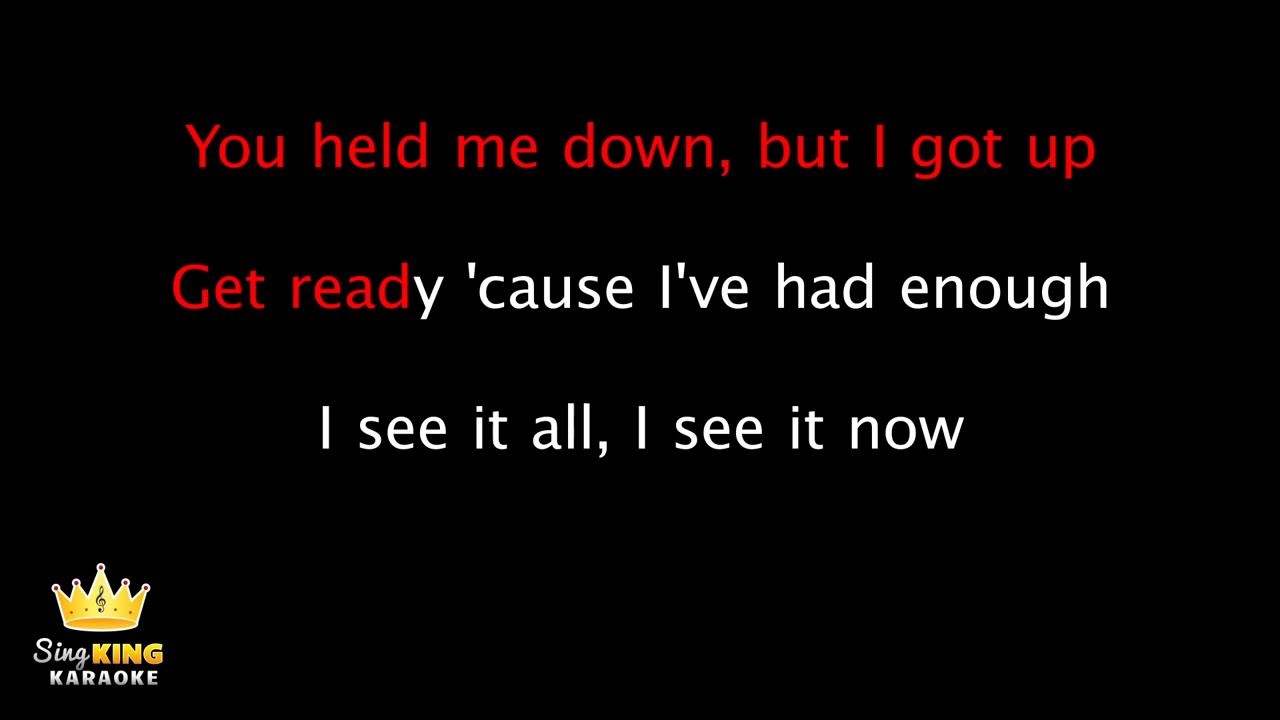 You held me down, but I got up
Get ready 'cause I've had enough
I see it all, I see it now
Sing KING
KARAOKE